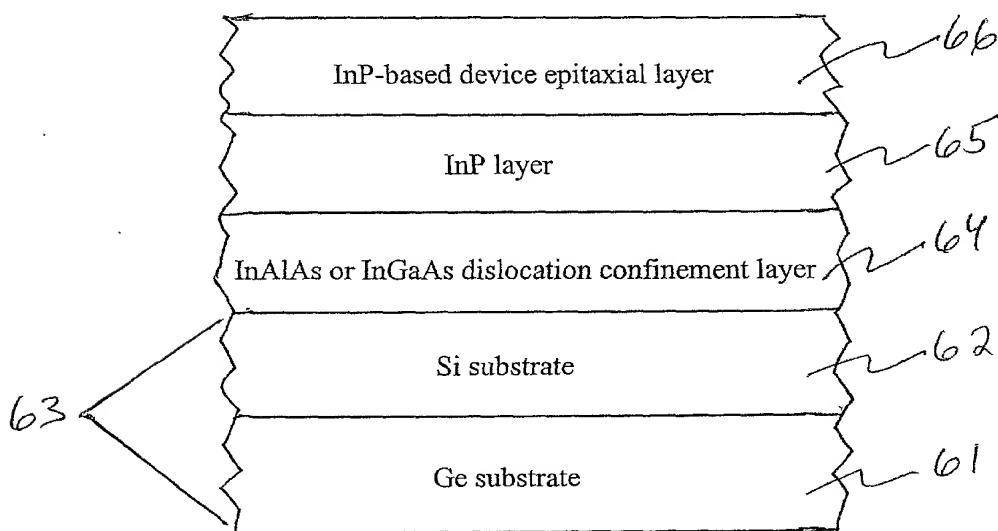 66
InP-based device epitaxial layer
65
InP layer
64
InAlAs or InGaAs dislocation confinement layer
62
Si substrate
63
61
Ge substrate